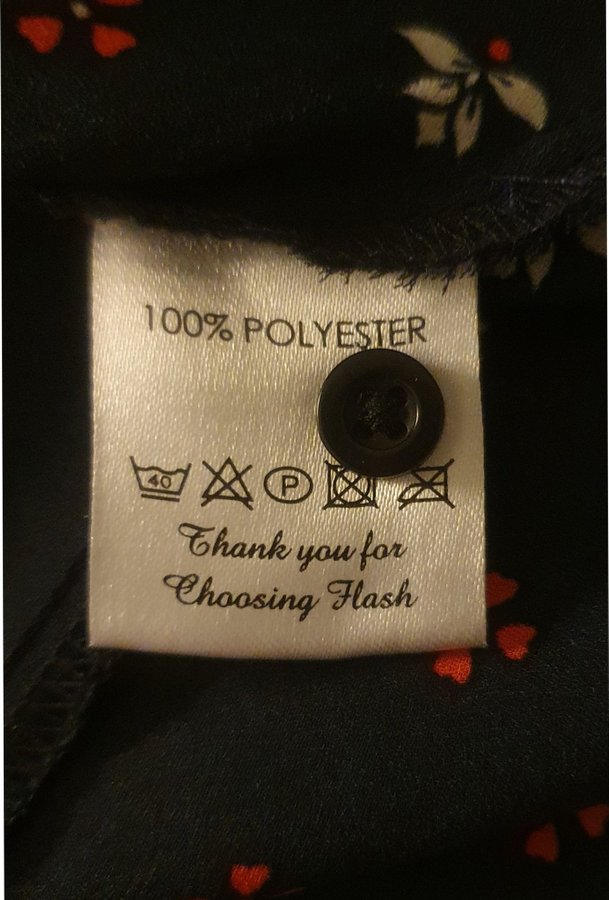 100% POLYESTER
40 P
Thank you for
Choosing Flash